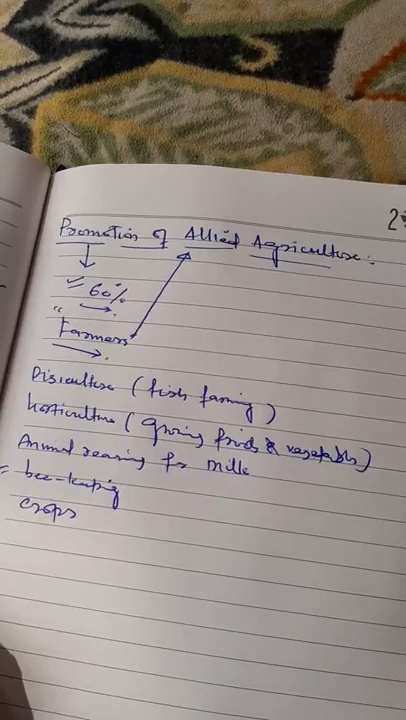 Promotion of Allied Agriculture:
= 60%
" Farmers
Pisiculture (fish farming)
horticulture (Growing fruits & vegetables)
Animal rearing for milk
= bee-keeping
crops